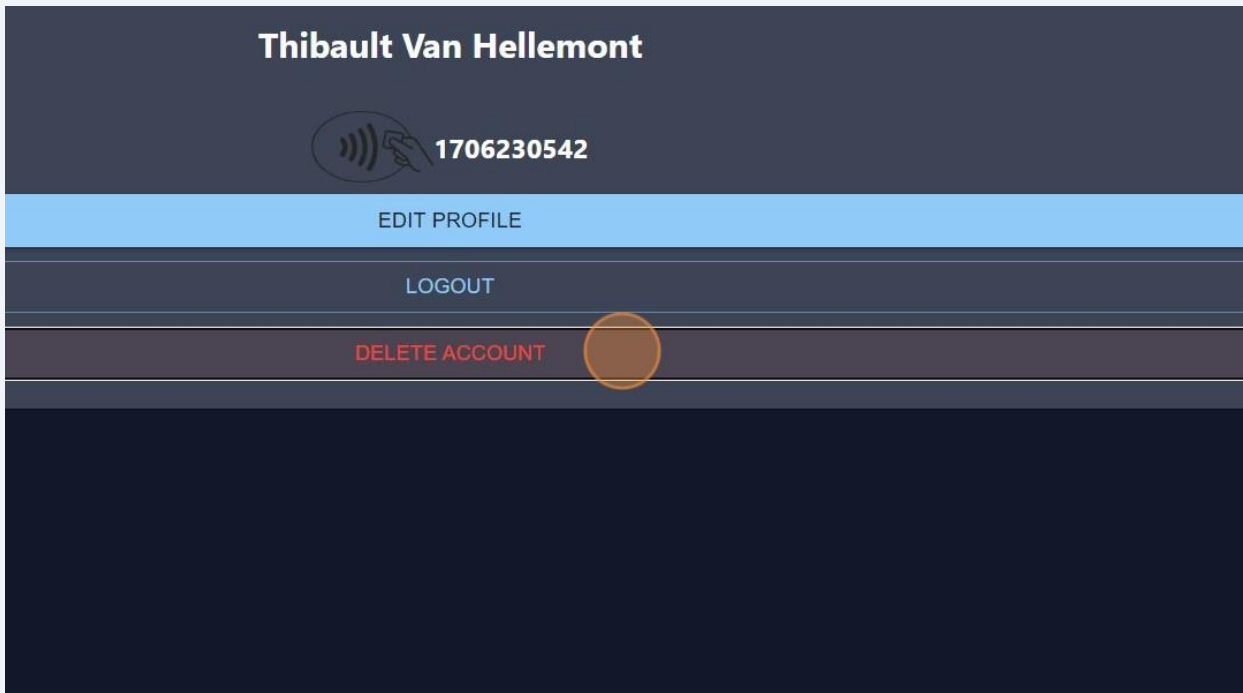 Thibault Van Hellemont
1706230542
EDIT PROFILE
LOGOUT
DELETE ACCOUNT